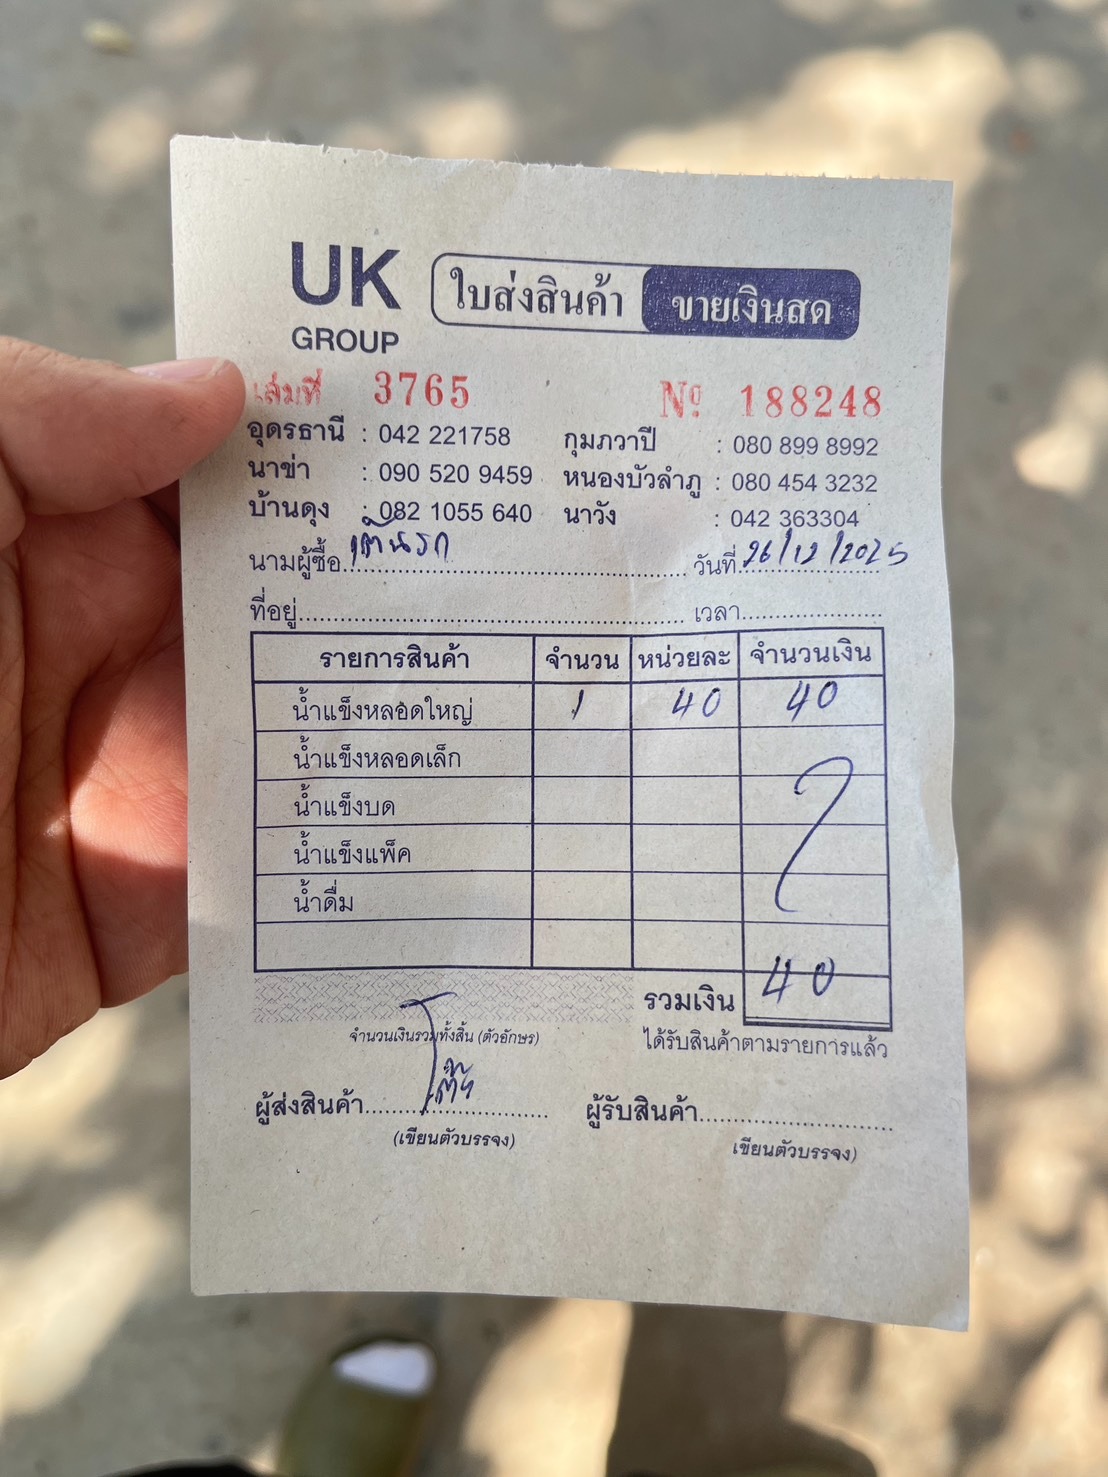 UK
GROUP
ใบส่งสินค้า ขายเงินสด
เล่มที่ 3765 Nº 188248
อุดรธานี : 042 221758 กุมภวาปี : 080 899 8992
นาข่า : 090 520 9459 หนองบัวลำภู : 080 454 3232
บ้านดุง : 082 1055 640 นาวัง : 042 363304
นามผู้ซื้อ วันที่ 26/12/2025
ที่อยู่ เวลา
รายการสินค้า จำนวน หน่วยละ จำนวนเงิน
น้ำแข็งหลอดใหญ่ 1 40 40
น้ำแข็งหลอดเล็ก
น้ำแข็งบด
น้ำแข็งแพ็ค
น้ำดื่ม
รวมเงิน 40
จำนวนเงินรวมทั้งสิ้น (ตัวอักษร) ได้รับสินค้าตามรายการแล้ว
ผู้ส่งสินค้า ผู้รับสินค้า
(เขียนตัวบรรจง) เขียนตัวบรรจง)